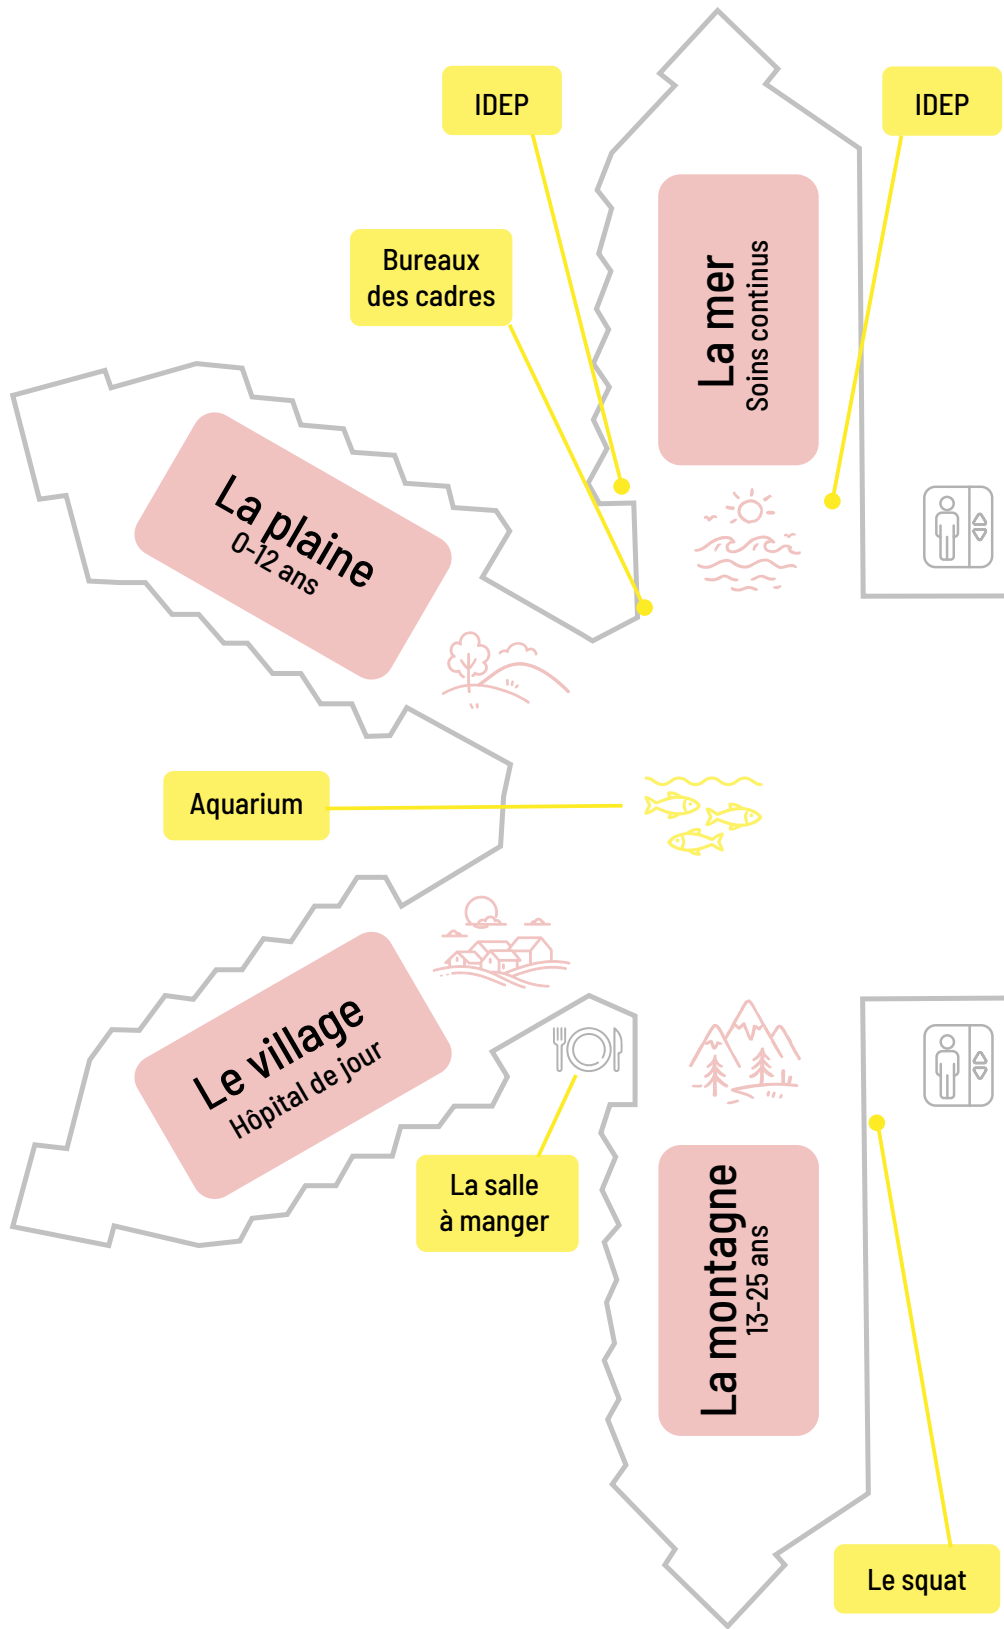 IDEP
IDEP
Bureaux
des cadres
La mer
Soins continus
La plaine
0-12 ans
Aquarium
Le village
Hôpital de jour
La salle
à manger
La montagne
13-25 ans
Le squat